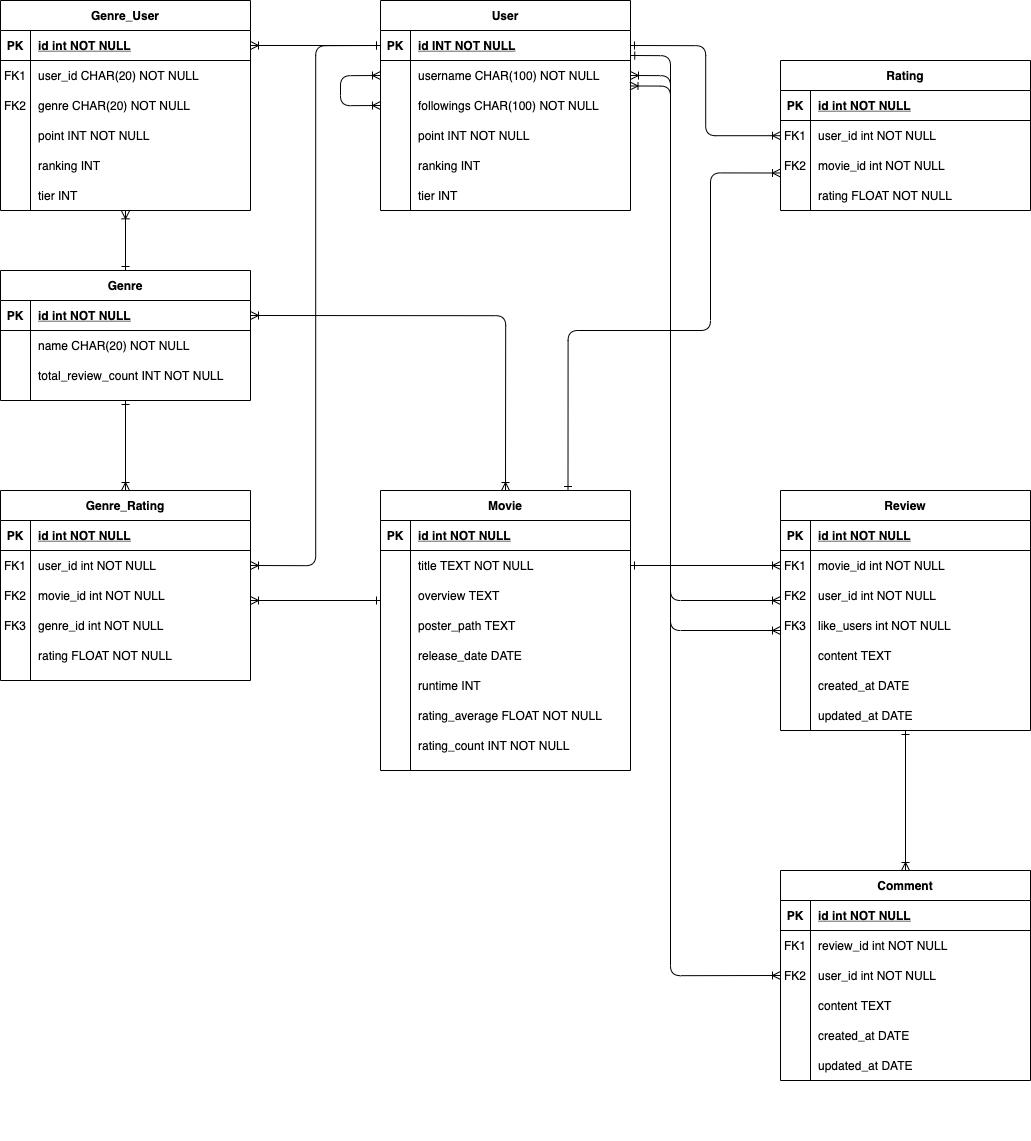 Genre_User
PK id int NOT NULL
FK1 user_id CHAR(20) NOT NULL
FK2 genre CHAR(20) NOT NULL
point INT NOT NULL
ranking INT
tier INT
User
PK id INT NOT NULL
username CHAR(100) NOT NULL
followings CHAR(100) NOT NULL
point INT NOT NULL
ranking INT
tier INT
Rating
PK id int NOT NULL
FK1 user_id int NOT NULL
FK2 movie_id int NOT NULL
rating FLOAT NOT NULL
Genre
PK id int NOT NULL
name CHAR(20) NOT NULL
total_review_count INT NOT NULL
Genre_Rating
PK id int NOT NULL
FK1 user_id int NOT NULL
FK2 movie_id int NOT NULL
FK3 genre_id int NOT NULL
rating FLOAT NOT NULL
Movie
PK id int NOT NULL
title TEXT NOT NULL
overview TEXT
poster_path TEXT
release_date DATE
runtime INT
rating_average FLOAT NOT NULL
rating_count INT NOT NULL
Review
PK id int NOT NULL
FK1 movie_id int NOT NULL
FK2 user_id int NOT NULL
FK3 like_users int NOT NULL
content TEXT
created_at DATE
updated_at DATE
Comment
PK id int NOT NULL
FK1 review_id int NOT NULL
FK2 user_id int NOT NULL
content TEXT
created_at DATE
updated_at DATE